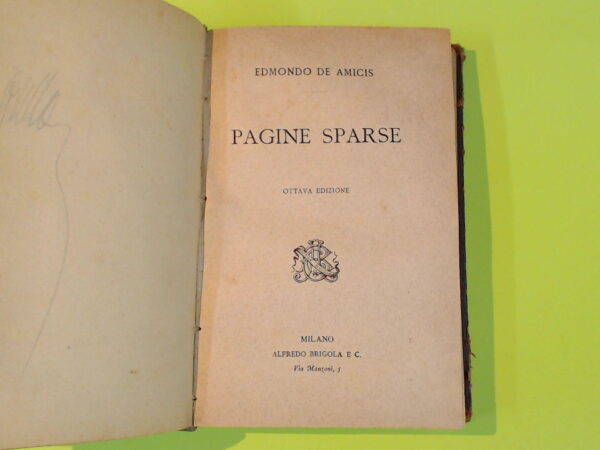 EDMONDO DE AMICIS
PAGINE SPARSE
OTTAVA EDIZIONE
MILANO
ALFREDO BRIGOLA E C.
Via Manzoni, 5